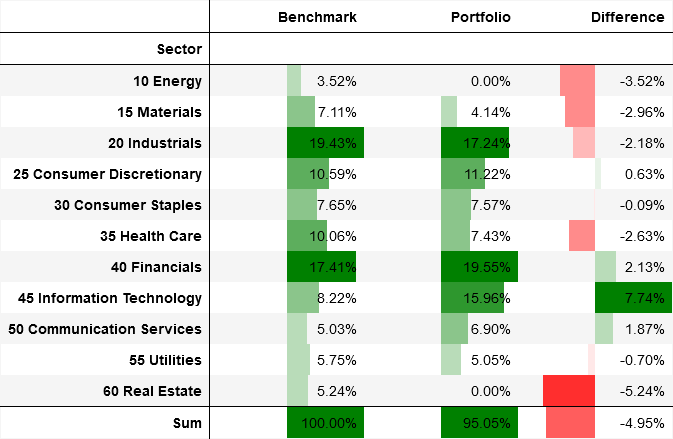 Benchmark Portfolio Difference
Sector
10 Energy 3.52% 0.00% -3.52%
15 Materials 7.11% 4.14% -2.96%
20 Industrials 19.43% 17.24% -2.18%
25 Consumer Discretionary 10.59% 11.22% 0.63%
30 Consumer Staples 7.65% 7.57% -0.09%
35 Health Care 10.06% 7.43% -2.63%
40 Financials 17.41% 19.55% 2.13%
45 Information Technology 8.22% 15.96% 7.74%
50 Communication Services 5.03% 6.90% 1.87%
55 Utilities 5.75% 5.05% -0.70%
60 Real Estate 5.24% 0.00% -5.24%
Sum 100.00% 95.05% -4.95%